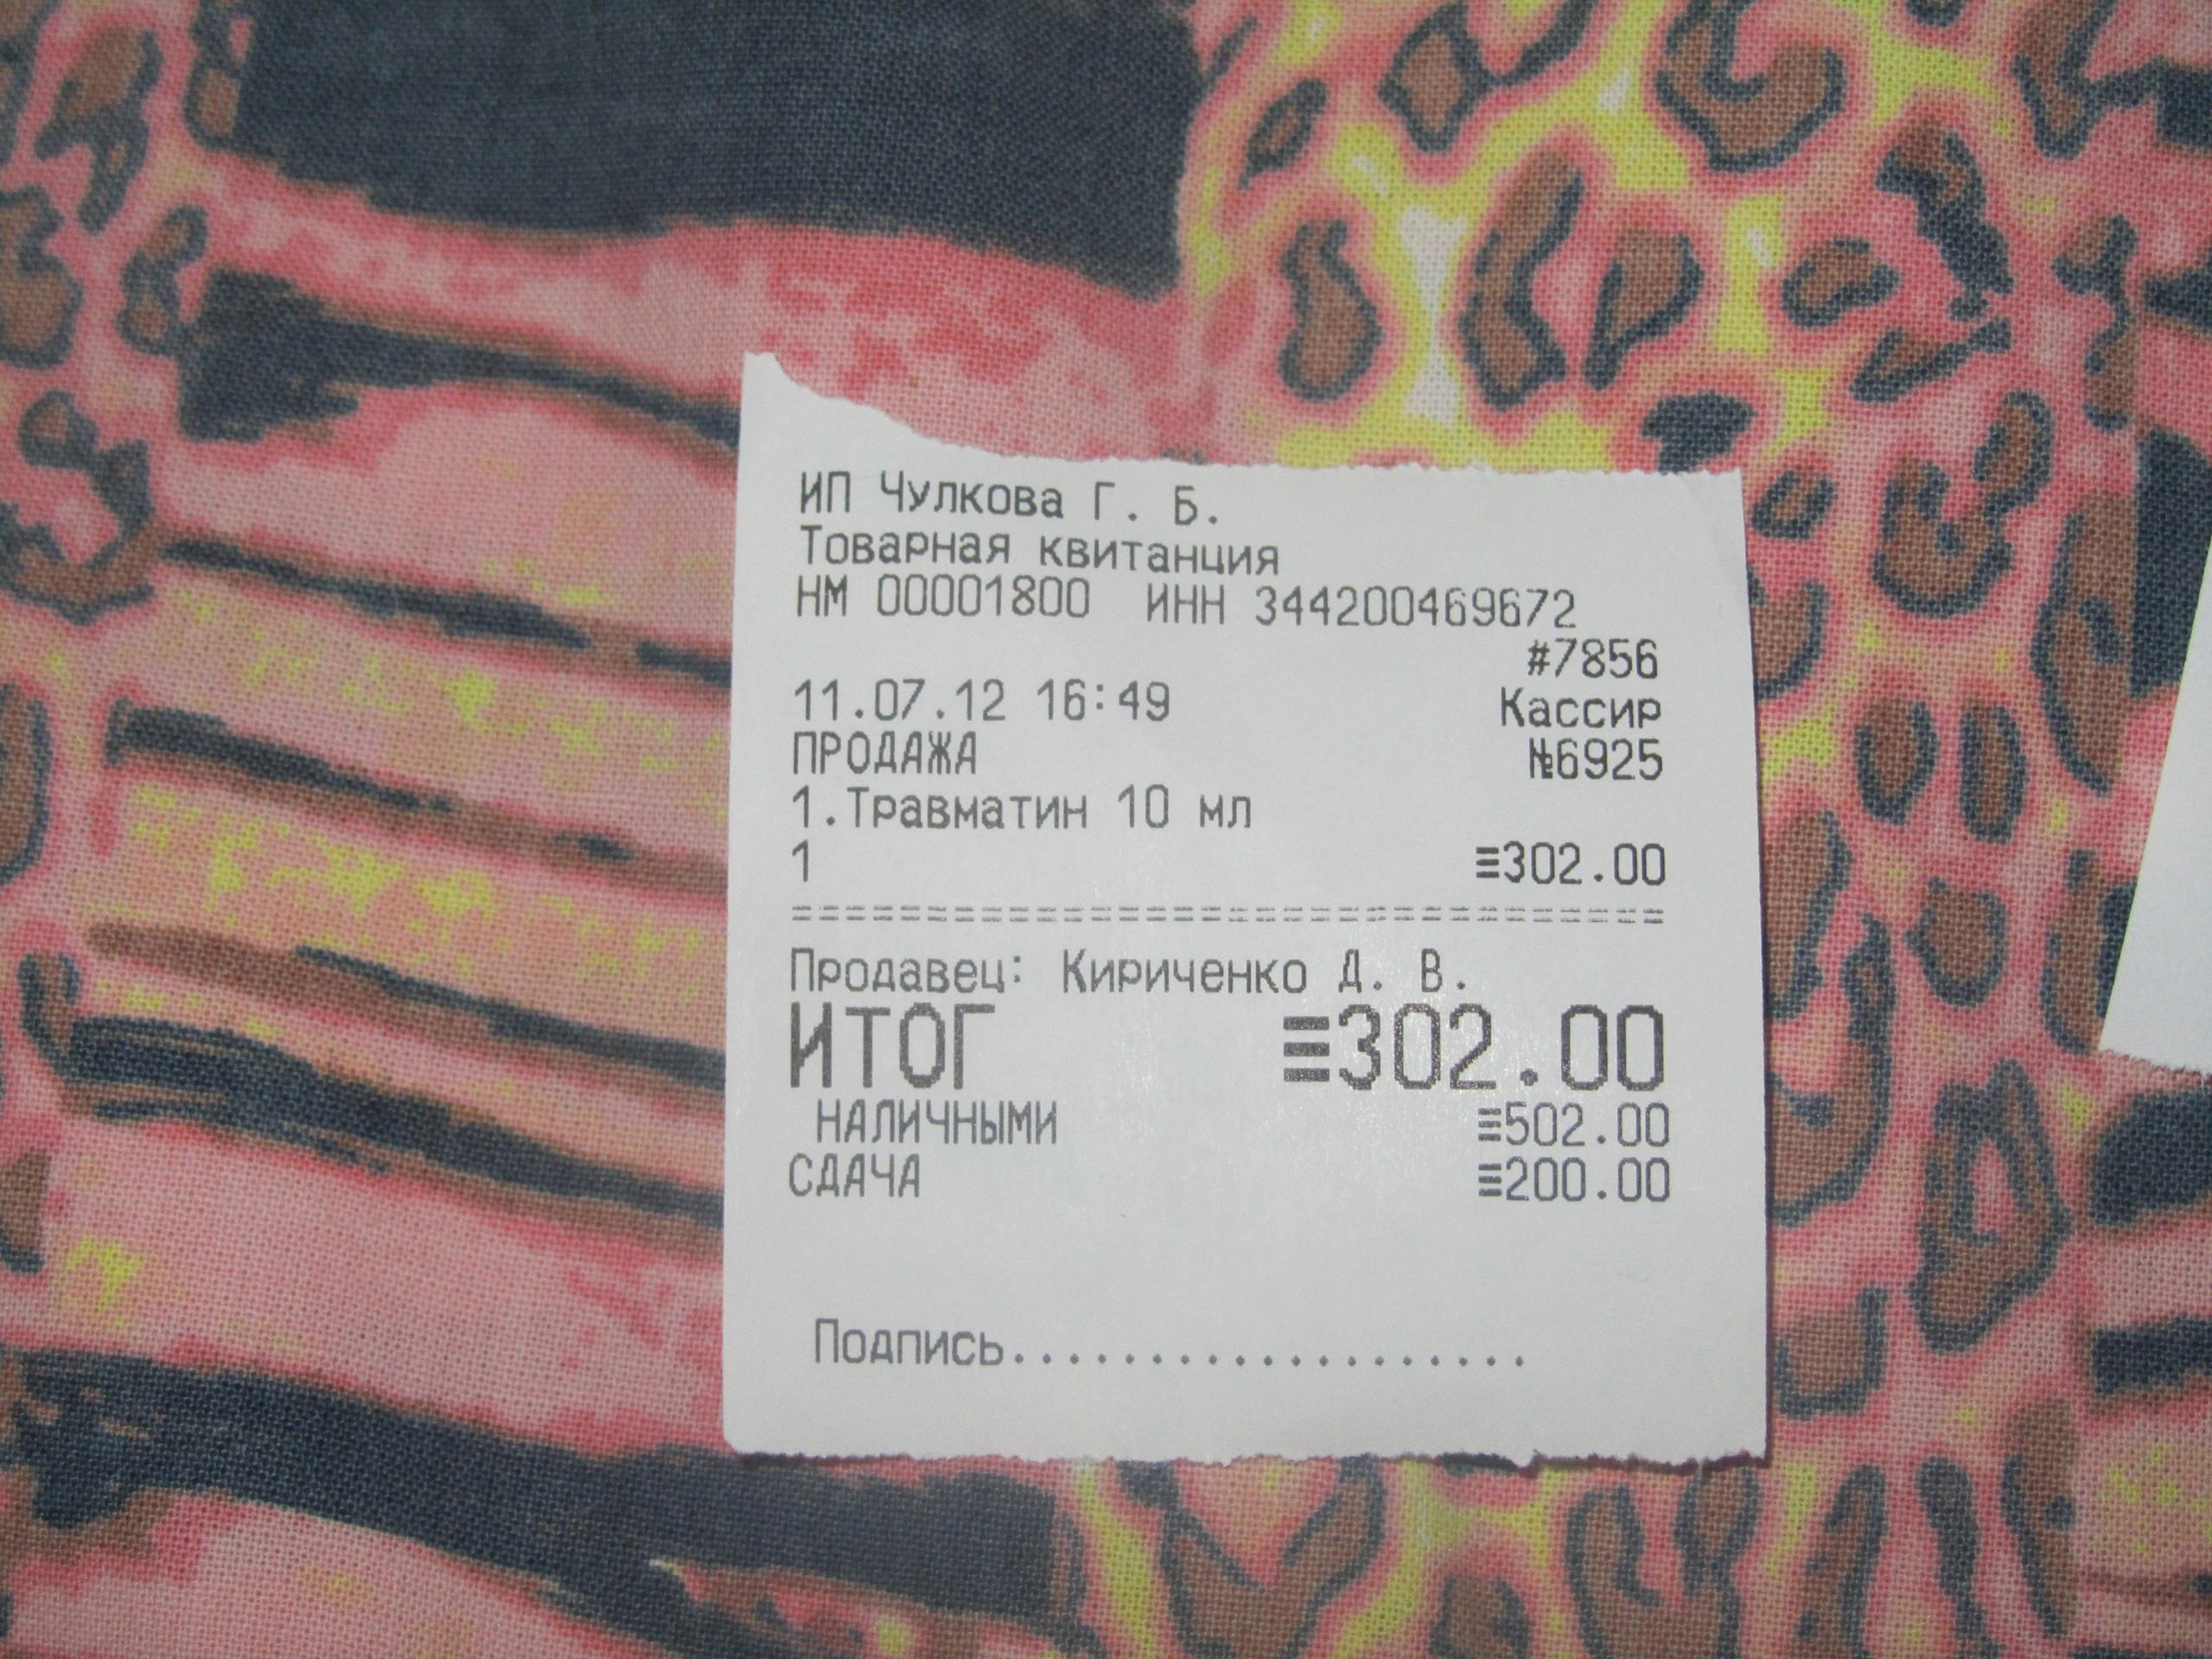 ИП Чулкова Г. Б.
Товарная квитанция
НМ 00001800 ИНН 344200469672
#7856
11.07.12 16:49 Кассир
ПРОДАЖА №6925
1.Травматин 10 мл
1 ≡302.00
================================
Продавец: Кириченко Д. В.
ИТОГ ≡302.00
НАЛИЧНЫМИ ≡502.00
СДАЧА ≡200.00
Подпись...................